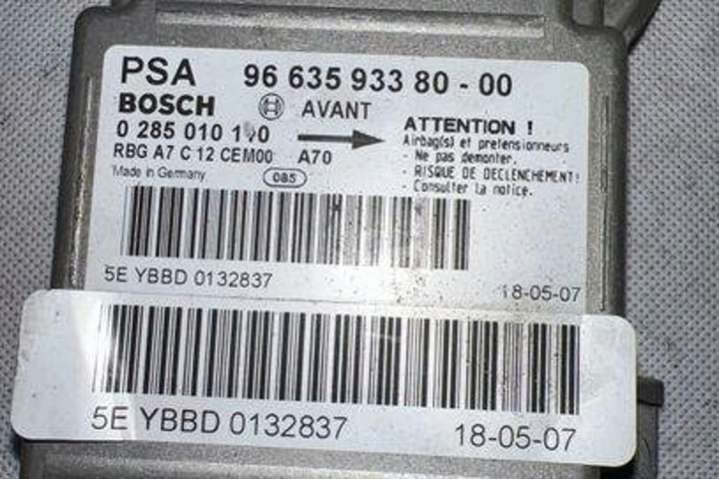 PSA 96 635 933 80 - 00
BOSCH AVANT
0 285 010 1
RBG A7 C 12 CEM00 A70
Made in Germany 085
ATTENTION !
Airbag(s) et pretensionneurs
- Ne pas demonter.
- RISQUE DE DECLENCHEMENT!
- Consulter la notice.
5E YBBD 0132837 18-05-07
5E YBBD 0132837 18-05-07